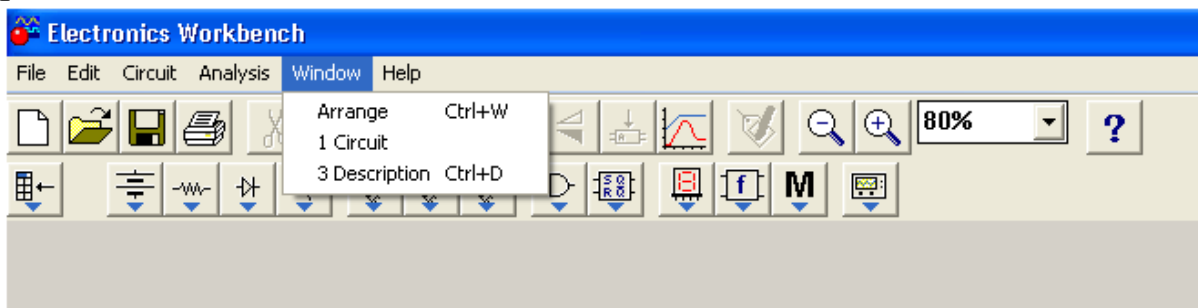 Electronics Workbench
File Edit Circuit Analysis Window Help
Arrange Ctrl+W
1 Circuit
3 Description Ctrl+D
80%
?
S Q
R Q
f
M